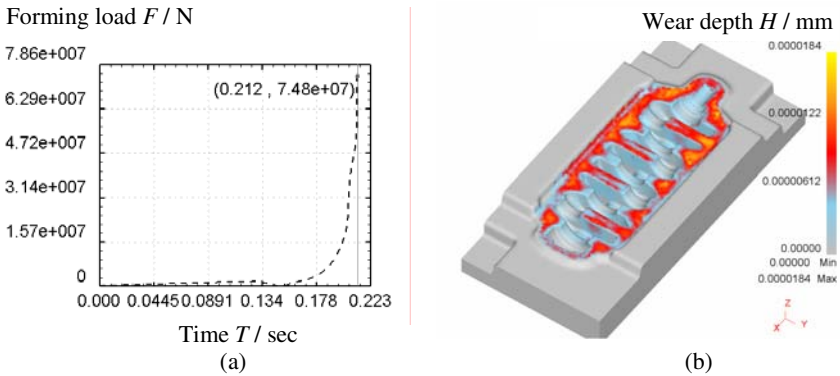 Forming load F / N
7.86e+007
6.29e+007
4.72e+007
3.14e+007
1.57e+007
0
(0.212 , 7.48e+07)
0.000 0.0445 0.0891 0.134 0.178 0.223
Time T / sec
(a)
Wear depth H / mm
0.0000184
0.0000122
0.00000612
0.00000
0.00000 Min
0.0000184 Max
Z
X Y
(b)